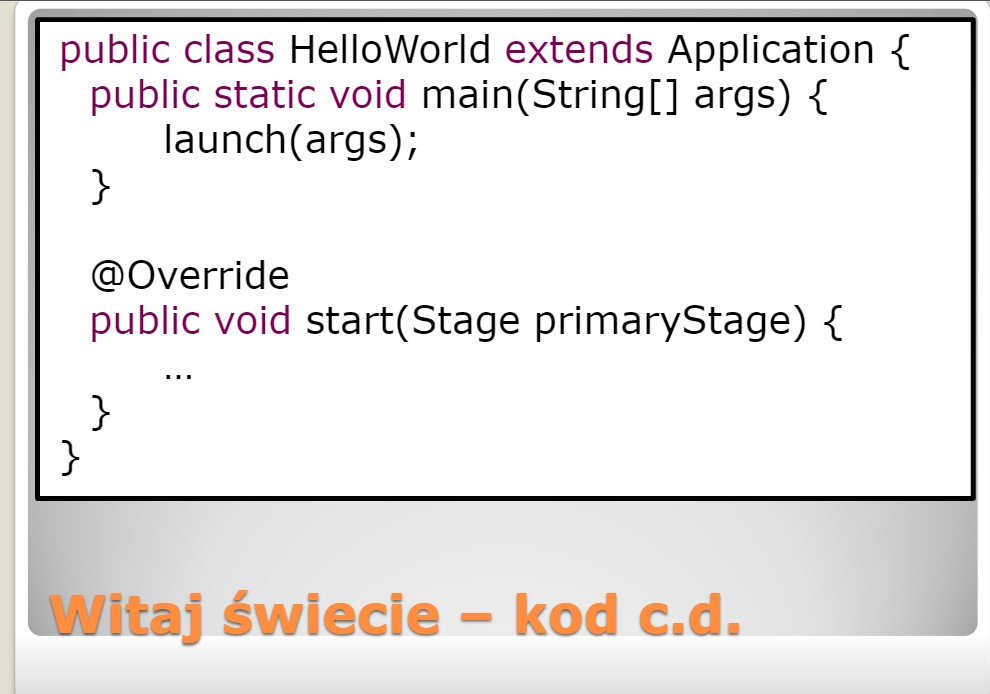 public class HelloWorld extends Application {
public static void main(String[] args) {
launch(args);
}
@Override
public void start(Stage primaryStage) {
…
}
}
Witaj świecie – kod c.d.